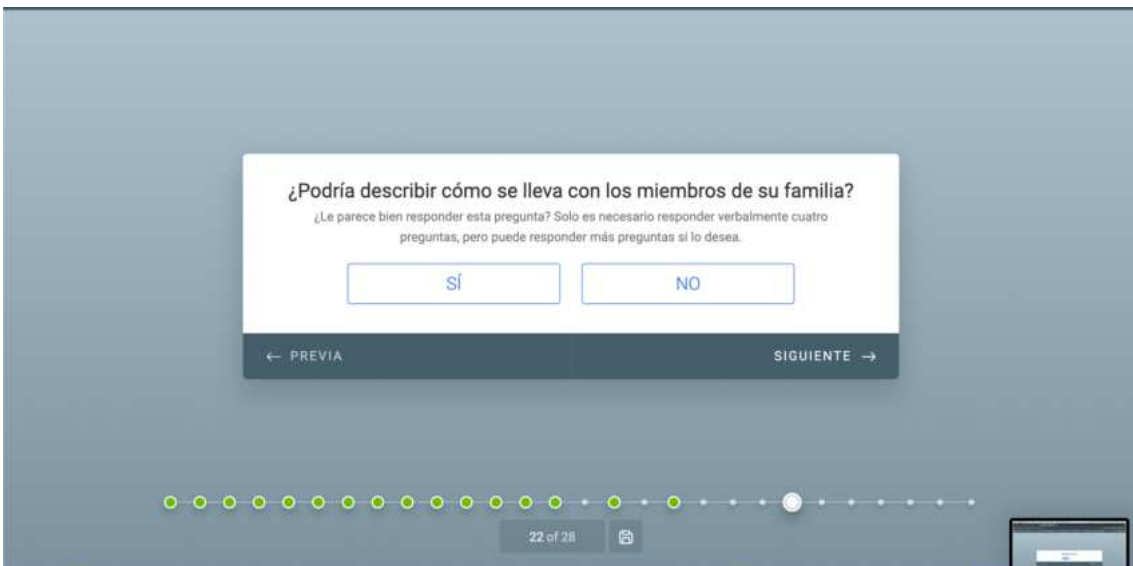 ¿Podría describir cómo se lleva con los miembros de su familia?
¿Le parece bien responder esta pregunta? Solo es necesario responder verbalmente cuatro
preguntas, pero puede responder más preguntas si lo desea.
SÍ
NO
← PREVIA
SIGUIENTE →
22 of 28